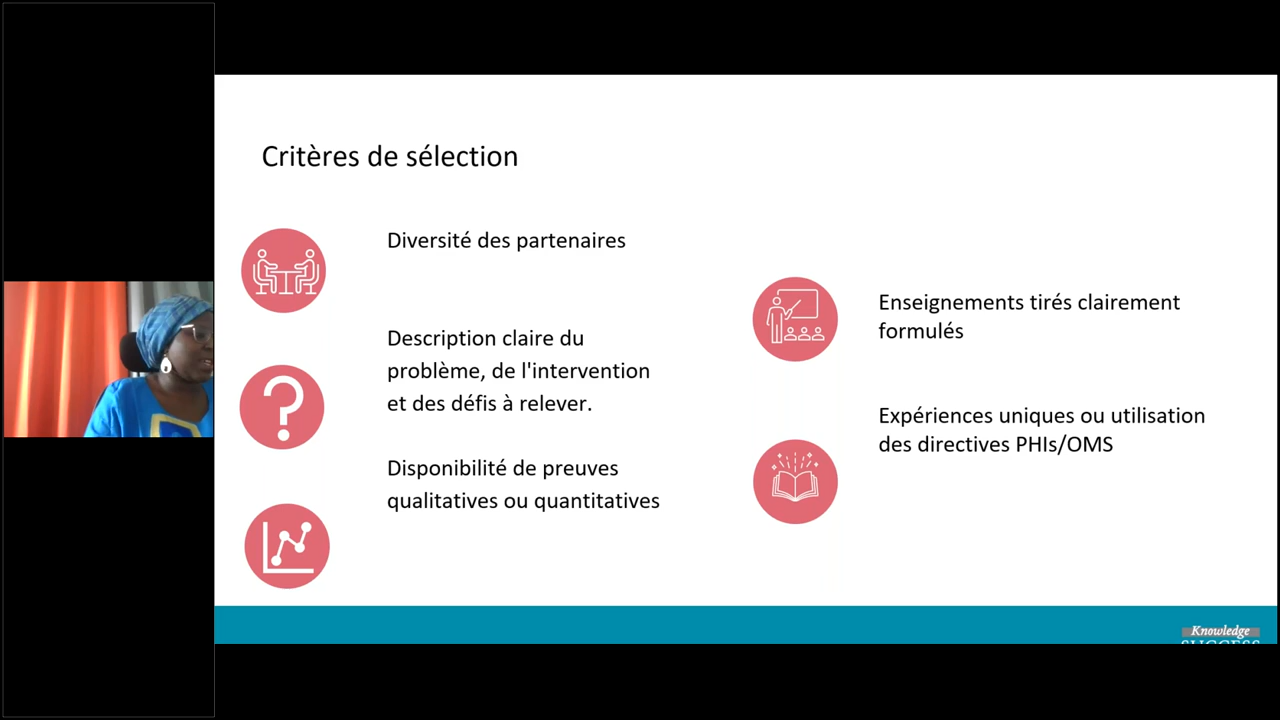 Critères de sélection
Diversité des partenaires
Description claire du
problème, de l'intervention
et des défis à relever.
Disponibilité de preuves
qualitatives ou quantitatives
Enseignements tirés clairement
formulés
Expériences uniques ou utilisation
des directives PHIs/OMS
Knowledge
SUCCESS